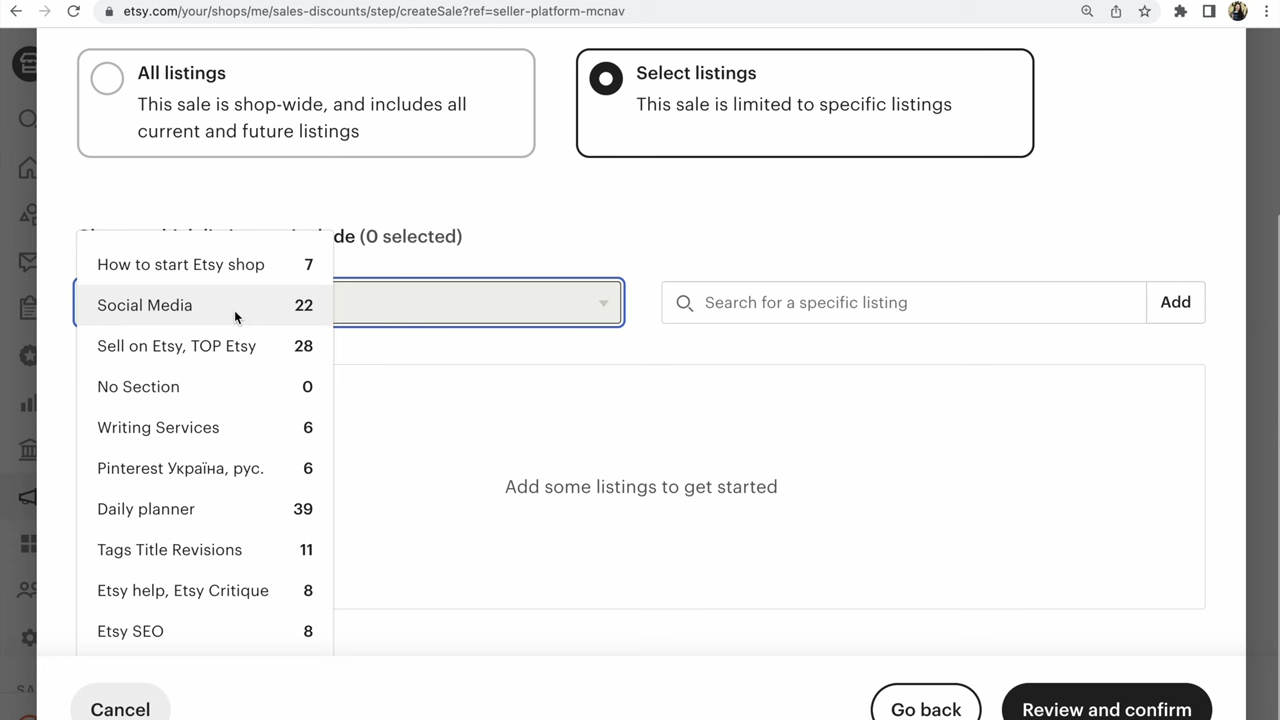 etsy.com/your/shops/me/sales-discounts/step/createSale?ref=seller-platform-mcnav
All listings
This sale is shop-wide, and includes all
current and future listings
Select listings
This sale is limited to specific listings
(0 selected)
How to start Etsy shop 7
Social Media 22
Sell on Etsy, TOP Etsy 28
No Section 0
Writing Services 6
Pinterest Україна, рус. 6
Daily planner 39
Tags Title Revisions 11
Etsy help, Etsy Critique 8
Etsy SEO 8
Search for a specific listing
Add
Add some listings to get started
Cancel
Go back
Review and confirm